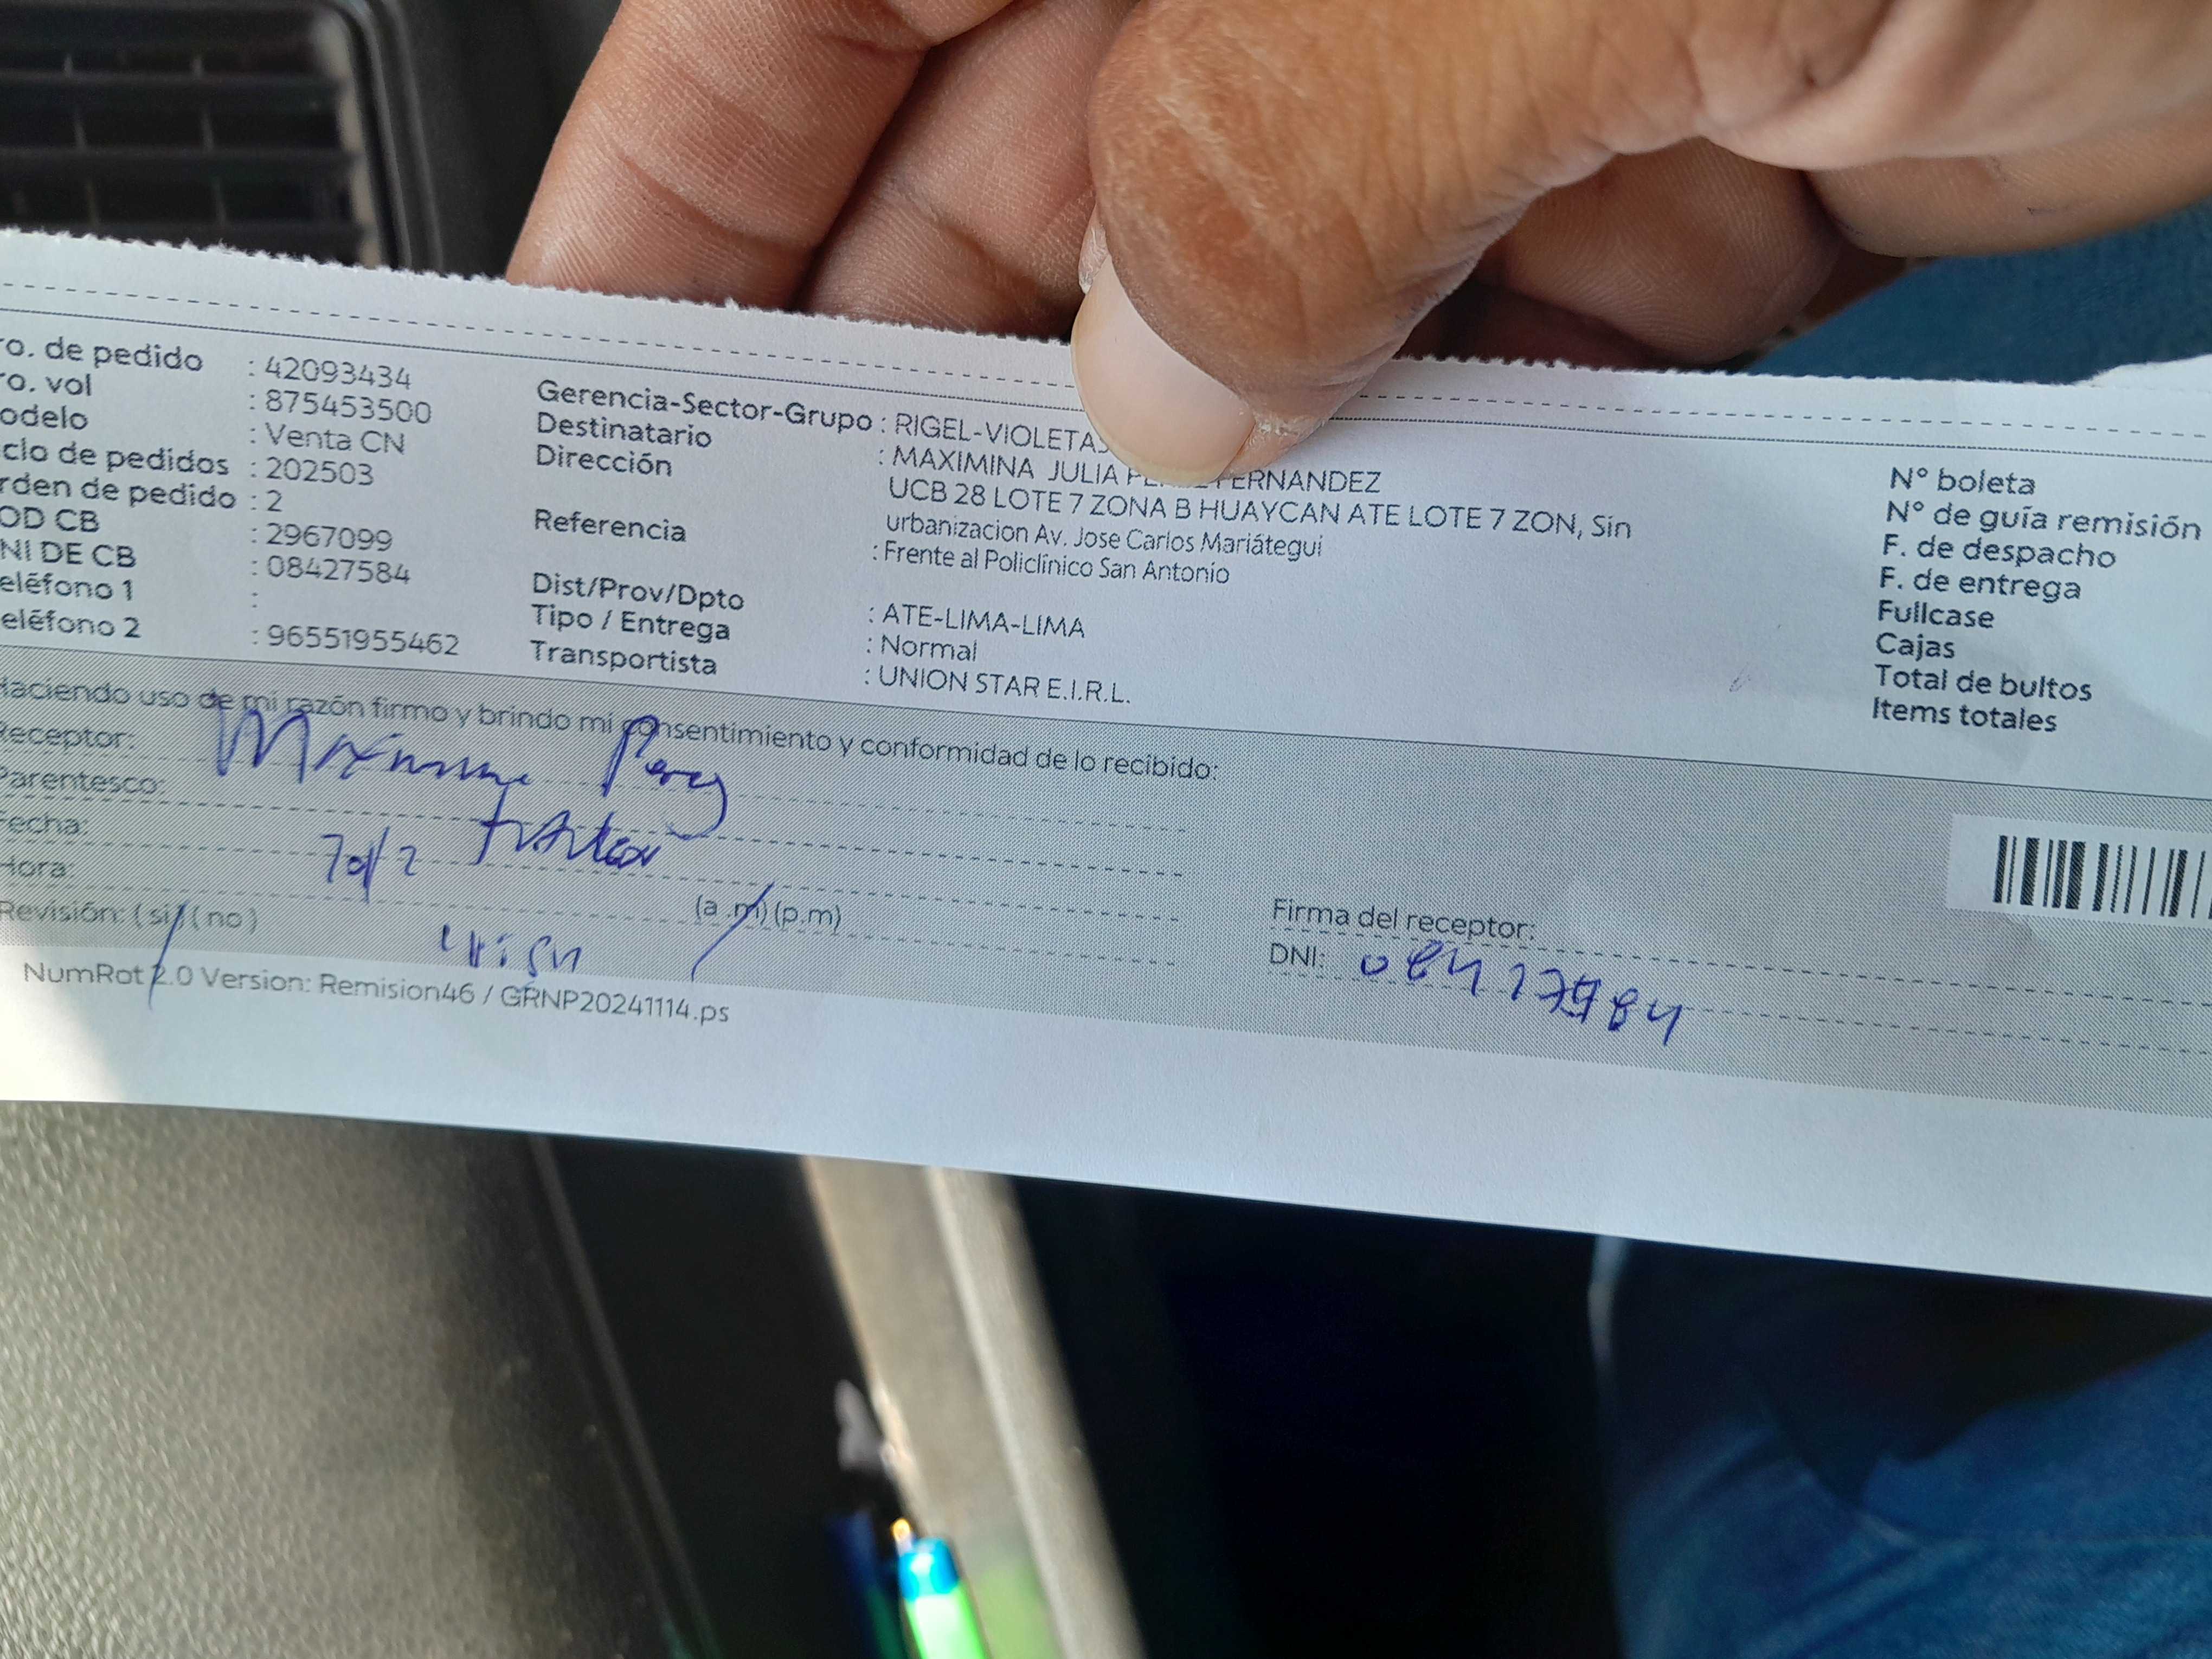 ro. de pedido : 42093434
ro. vol : 875453500
odelo : Venta CN
clo de pedidos : 202503
rden de pedido : 2
OD CB : 2967099
NI DE CB : 08427584
eléfono 1 :
eléfono 2 : 96551955462
Gerencia-Sector-Grupo : RIGEL-VIOLETAS
Destinatario : MAXIMINA JULIA FERNANDEZ
Dirección UCB 28 LOTE 7 ZONA B HUAYCAN ATE LOTE 7 ZON, Sin
urbanizacion Av. Jose Carlos Mariátegui
Referencia : Frente al Policlínico San Antonio
Dist/Prov/Dpto : ATE-LIMA-LIMA
Tipo / Entrega : Normal
Transportista : UNION STAR E.I.R.L.
N° boleta
N° de guía remisión
F. de despacho
F. de entrega
Fullcase
Cajas
Total de bultos
Items totales
Haciendo uso de mi razón firmo y brindo mi consentimiento y conformidad de lo recibido:
Receptor:
Parentesco:
Fecha:
Hora: (a.m)(p.m)
Revisión: (si)(no)
Firma del receptor:
DNI: 08427584
NumRot 2.0 Version: Remision46 / GRNP20241114.ps